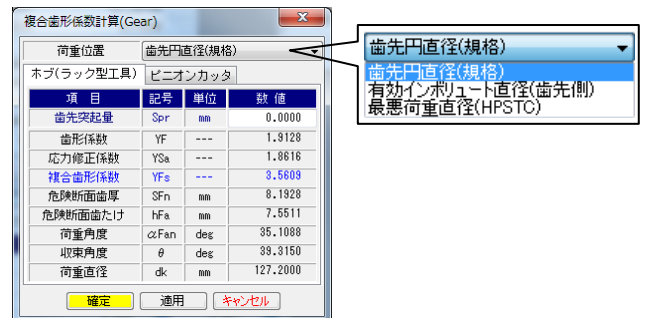 複合歯形係数計算(Gear)
荷重位置 歯先円直径(規格)
ホブ(ラック型工具) ピニオンカッタ
項 目 記号 単位 数 値
歯先突起量 Spr mm 0.0000
歯形係数 YF --- 1.9128
応力修正係数 YSa --- 1.8616
複合歯形係数 YFs --- 3.5609
危険断面歯厚 SFn mm 8.1928
危険断面歯たけ hFa mm 7.5511
荷重角度 αFan deg 35.1088
収束角度 θ deg 39.3150
荷重直径 dk mm 127.2000
確定 適用 キャンセル
歯先円直径(規格)
歯先円直径(規格)
有効インボリュート直径(歯先側)
最悪荷重直径(HPSTC)